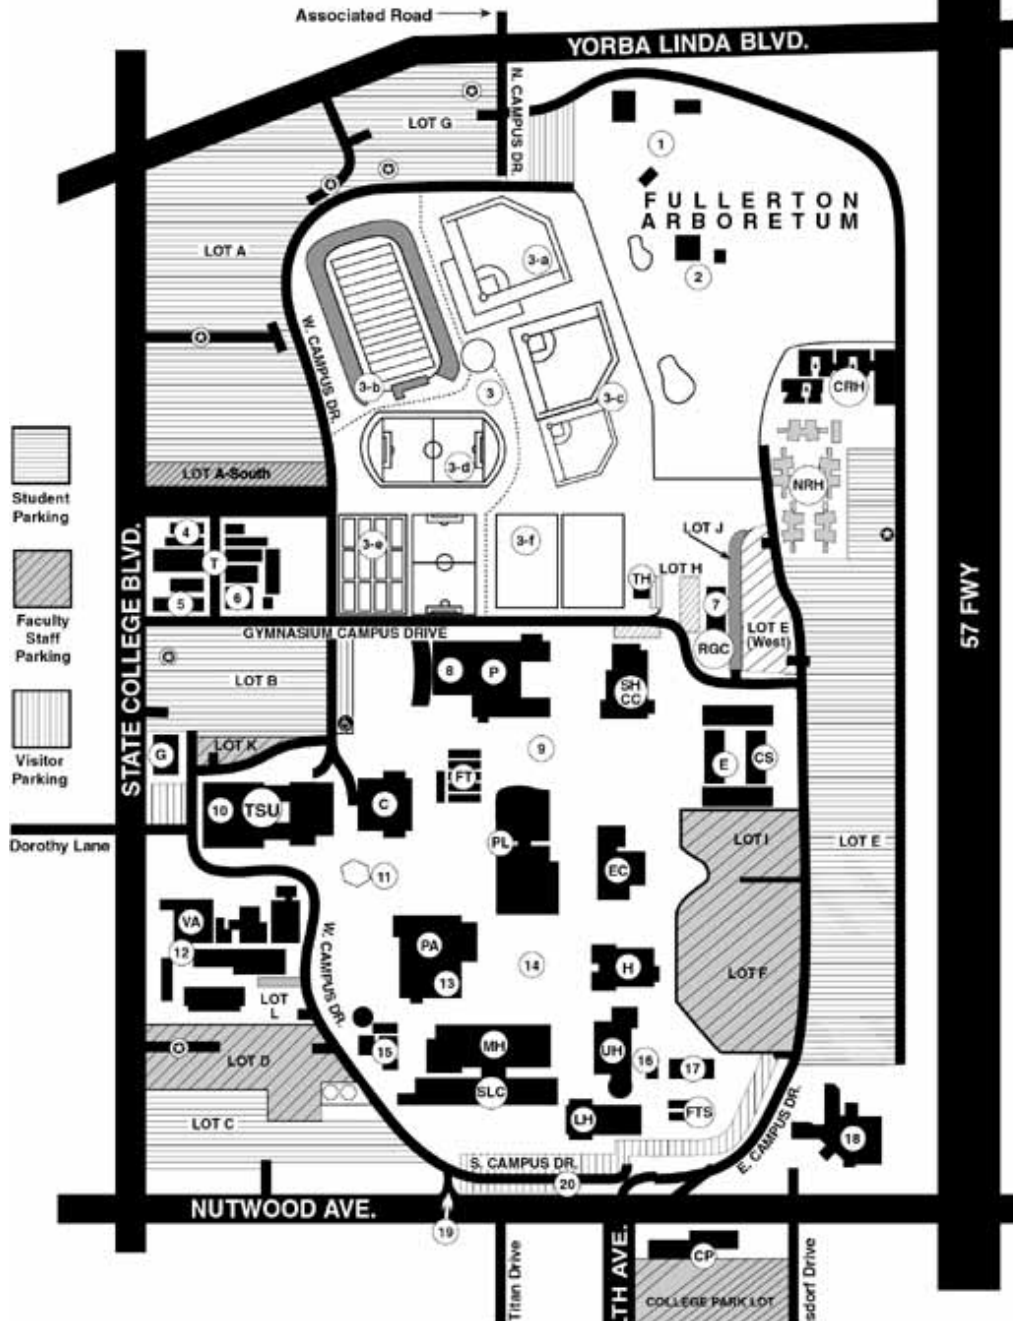 Associated Road
YORBA LINDA BLVD.
N. CAMPUS DR.
LOT G
1
FULLERTON
ARBORETUM
LOT A
3-a
2
W. CAMPUS DR.
3-b
3
3-c
CRH
3-d
LOT A-South
NRH
Student
Parking
STATE COLLEGE BLVD.
4
T
5
6
3-e
3-f
LOT J
TH
LOT H
7
RGC
LOT E
(West)
57 FWY
Faculty
Staff
Parking
GYMNASIUM CAMPUS DRIVE
LOT B
8
P
SH
CC
Visitor
Parking
G
LOT K
9
FT
E
CS
10
TSU
C
Dorothy Lane
PL
LOT I
LOT E
EC
11
VA
12
W. CAMPUS DR.
PA
13
14
H
LOT F
LOT
L
LOT D
15
MH
UH
16
17
SLC
LH
FTS
LOT C
E. CAMPUS DR.
18
S. CAMPUS DR.
20
NUTWOOD AVE.
19
Titan Drive
LTH AVE.
CP
sdorf Drive
COLLEGE PARK LOT